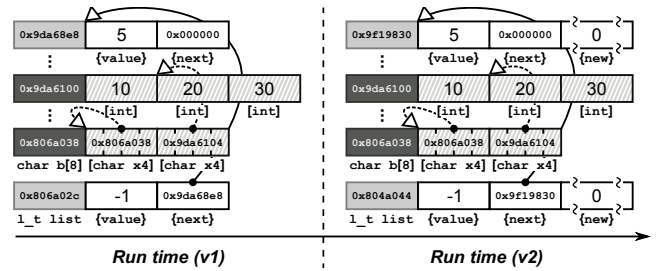 0x9da68e8 5 0x000000 0x9f19830 5 0x000000 0
{value} {next} {value} {next} {new}
0x9da6100 10 20 30 0x9da6100 10 20 30
[int] [int] [int] [int] [int] [int]
0x806a038 0x806a038 0x9da6104 0x806a038 0x806a038 0x9da6104
char b[8] [char x4] [char x4] char b[8] [char x4] [char x4]
0x806a02c -1 0x9da68e8 0x804a044 -1 0x9f19830 0
l_t list {value} {next} l_t list {value} {next} {new}
Run time (v1) Run time (v2)